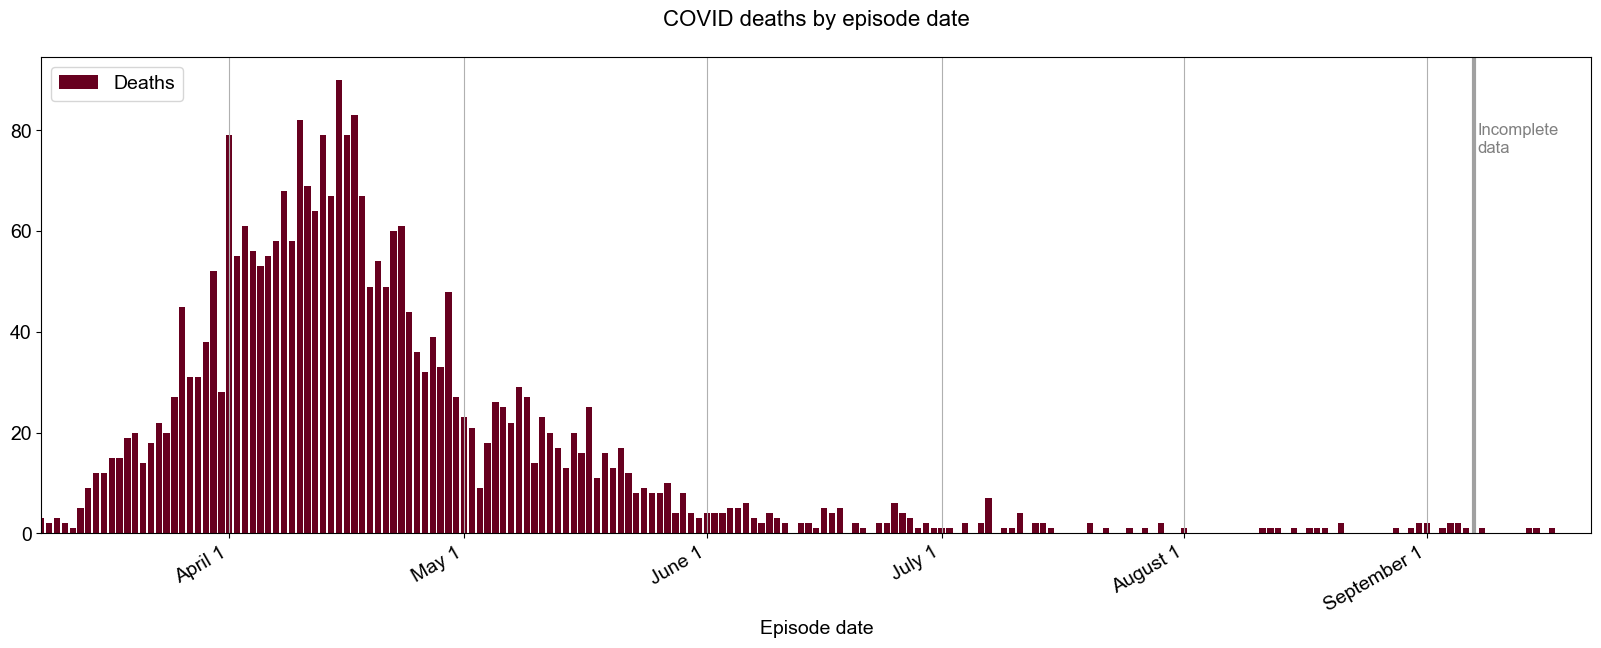 COVID deaths by episode date
Deaths
80
60
40
20
0
Incomplete
data
April 1
May 1
June 1
July 1
August 1
September 1
Episode date